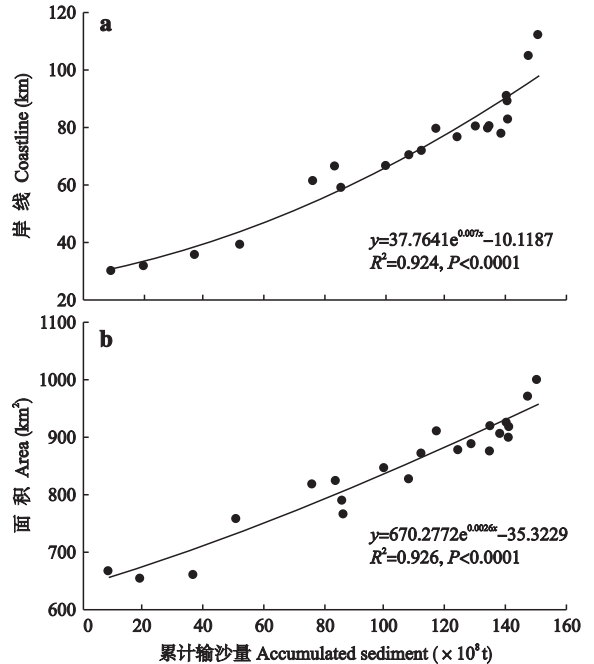 120
a
100
80
60
40
20
岸 线 Coastline (km)
y=37.7641e^0.007x−10.1187
R²=0.924, P<0.0001
1100
b
1000
900
800
700
600
面 积 Area (km²)
y=670.2772e^0.0026x−35.3229
R²=0.926, P<0.0001
0 20 40 60 80 100 120 140 160
累计输沙量 Accumulated sediment ( × 10⁸ t)